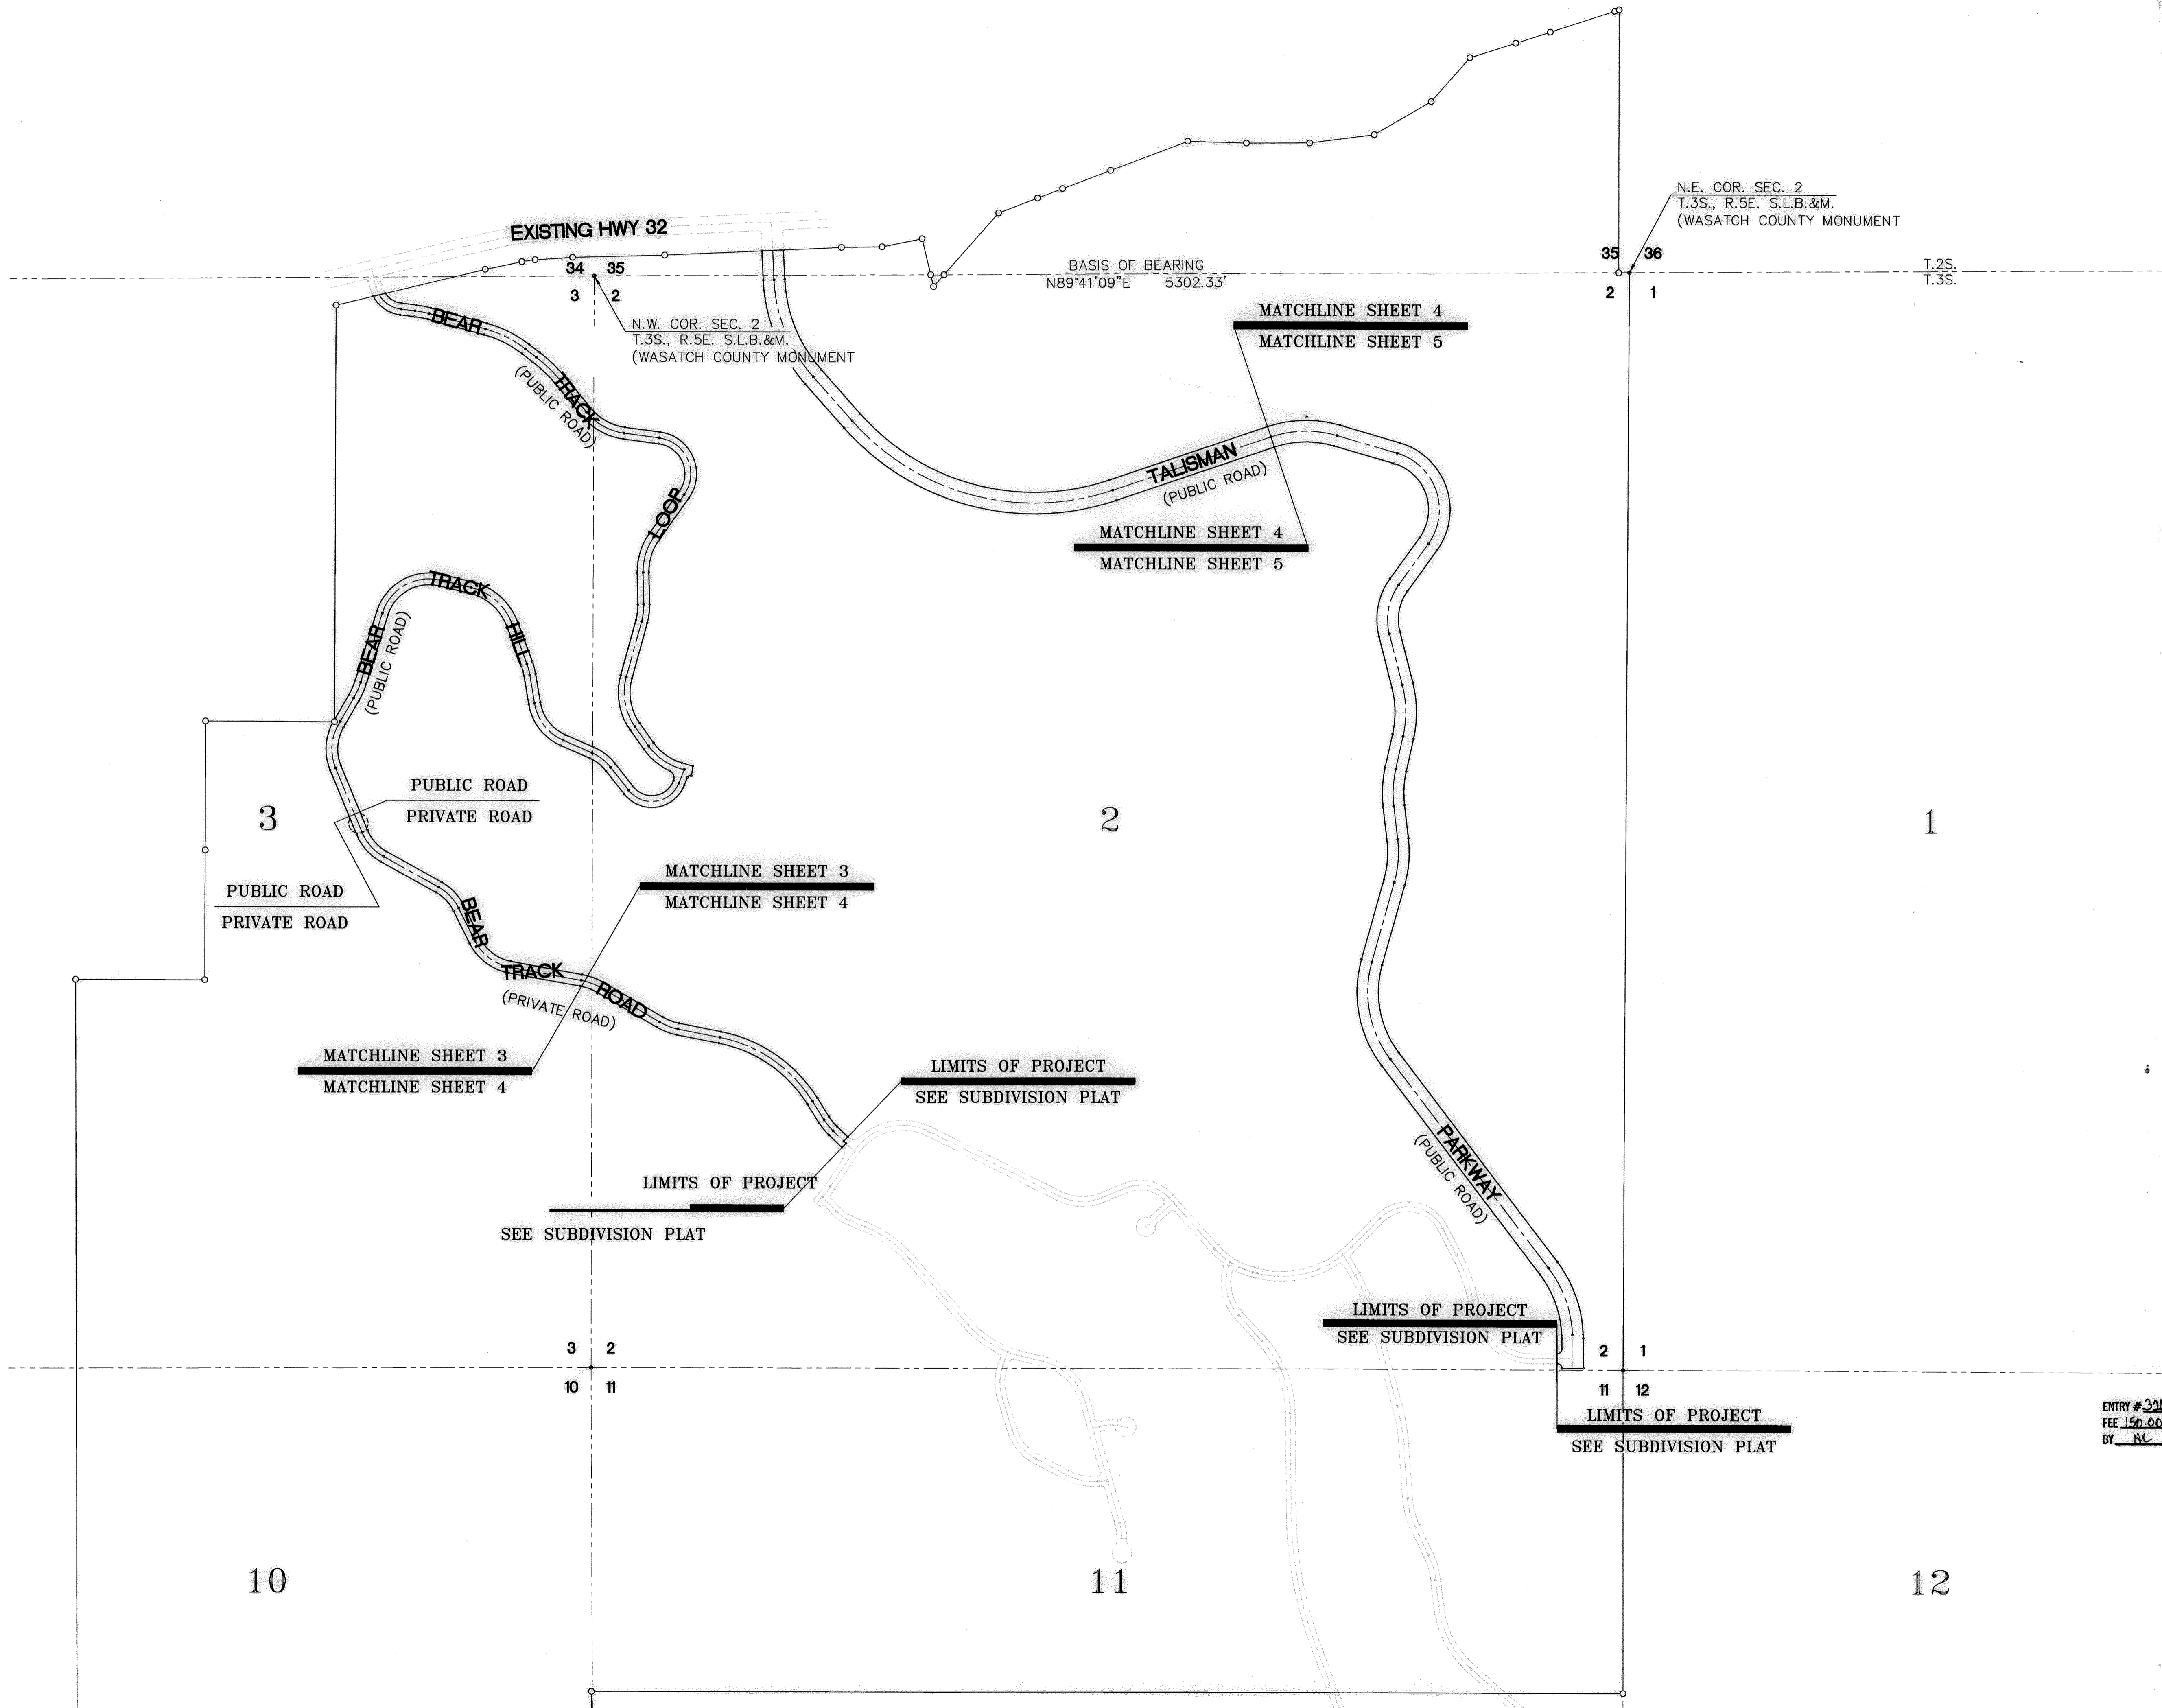 EXISTING HWY 32
N.E. COR. SEC. 2
T.3S., R.5E. S.L.B.&M.
(WASATCH COUNTY MONUMENT
34 35
3 2
35 36
2 1
BASIS OF BEARING
N89°41'09"E 5302.33'
T.2S.
T.3S.
N.W. COR. SEC. 2
T.3S., R.5E. S.L.B.&M.
(WASATCH COUNTY MONUMENT
MATCHLINE SHEET 4
MATCHLINE SHEET 5
BEAR TRACK LOOP
(PUBLIC ROAD)
TALISMAN
(PUBLIC ROAD)
MATCHLINE SHEET 4
MATCHLINE SHEET 5
BEAR TRACK HILL
(PUBLIC ROAD)
PUBLIC ROAD
PRIVATE ROAD
3
2
1
PUBLIC ROAD
PRIVATE ROAD
MATCHLINE SHEET 3
MATCHLINE SHEET 4
BEAR TRACK ROAD
(PRIVATE ROAD)
MATCHLINE SHEET 3
MATCHLINE SHEET 4
LIMITS OF PROJECT
SEE SUBDIVISION PLAT
PARKWAY
(PUBLIC ROAD)
LIMITS OF PROJECT
SEE SUBDIVISION PLAT
LIMITS OF PROJECT
SEE SUBDIVISION PLAT
3 2
10 11
2 1
11 12
LIMITS OF PROJECT
SEE SUBDIVISION PLAT
ENTRY #
FEE 150.00
BY NC
10
11
12